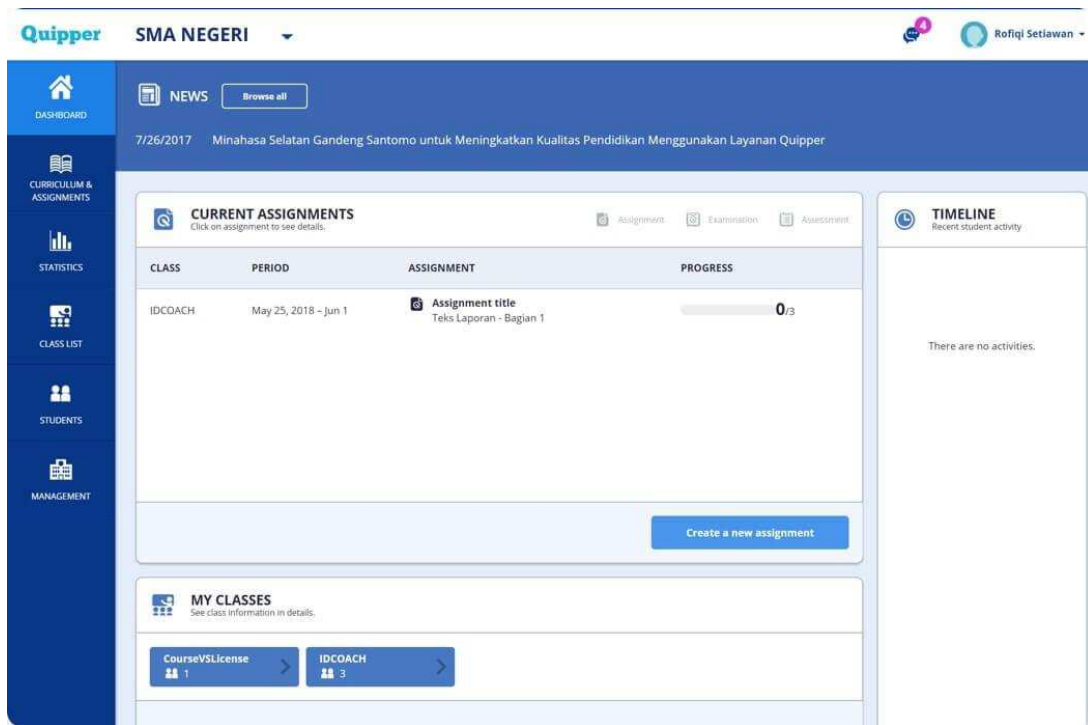 Quipper
SMA NEGERI
4
Rofiqi Setiawan
DASHBOARD
CURRICULUM &
ASSIGNMENTS
STATISTICS
CLASS LIST
STUDENTS
MANAGEMENT
NEWS
Browse all
7/26/2017 Minahasa Selatan Gandeng Santomo untuk Meningkatkan Kualitas Pendidikan Menggunakan Layanan Quipper
CURRENT ASSIGNMENTS
Click on assignment to see details.
Assignment Examination Assessment
CLASS PERIOD ASSIGNMENT PROGRESS
IDCOACH May 25, 2018 – Jun 1 Assignment title 0/3
Teks Laporan - Bagian 1
Create a new assignment
TIMELINE
Recent student activity
There are no activities.
MY CLASSES
See class information in details.
CourseVSLicense
1
IDCOACH
3